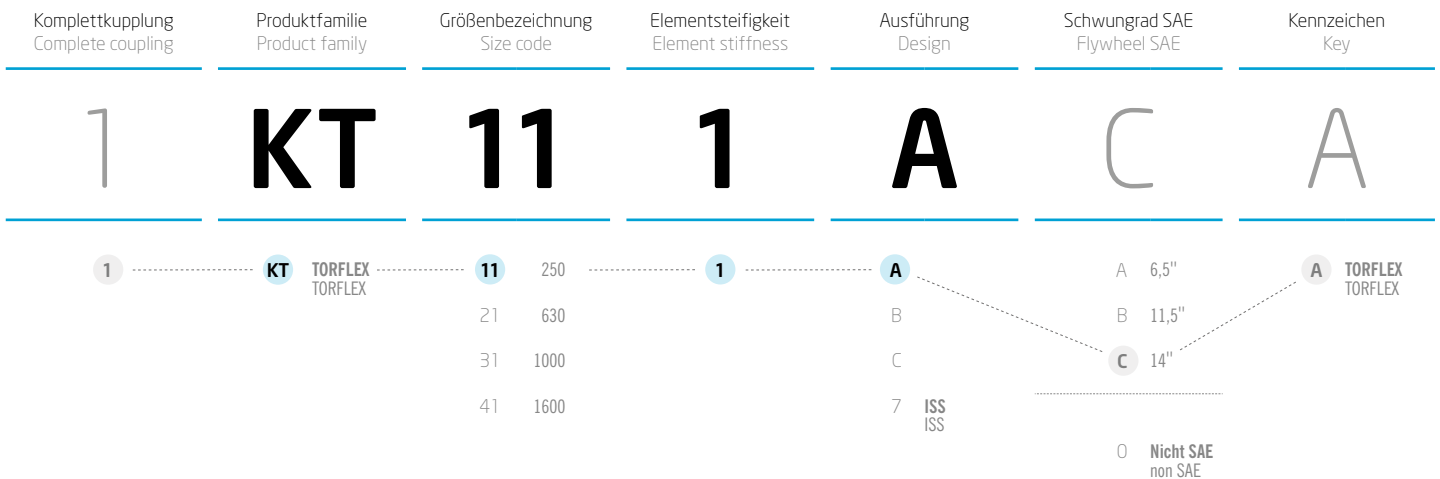 Komplettkupplung Produktfamilie Größenbezeichnung Elementsteifigkeit Ausführung Schwungrad SAE Kennzeichen
Complete coupling Product family Size code Element stiffness Design Flywheel SAE Key
1 KT 11 1 A C A
1 KT TORFLEX 11 250 1 A A 6,5" A TORFLEX
TORFLEX TORFLEX
21 630 B B 11,5"
31 1000 C C 14"
41 1600 7 ISS
ISS
0 Nicht SAE
non SAE